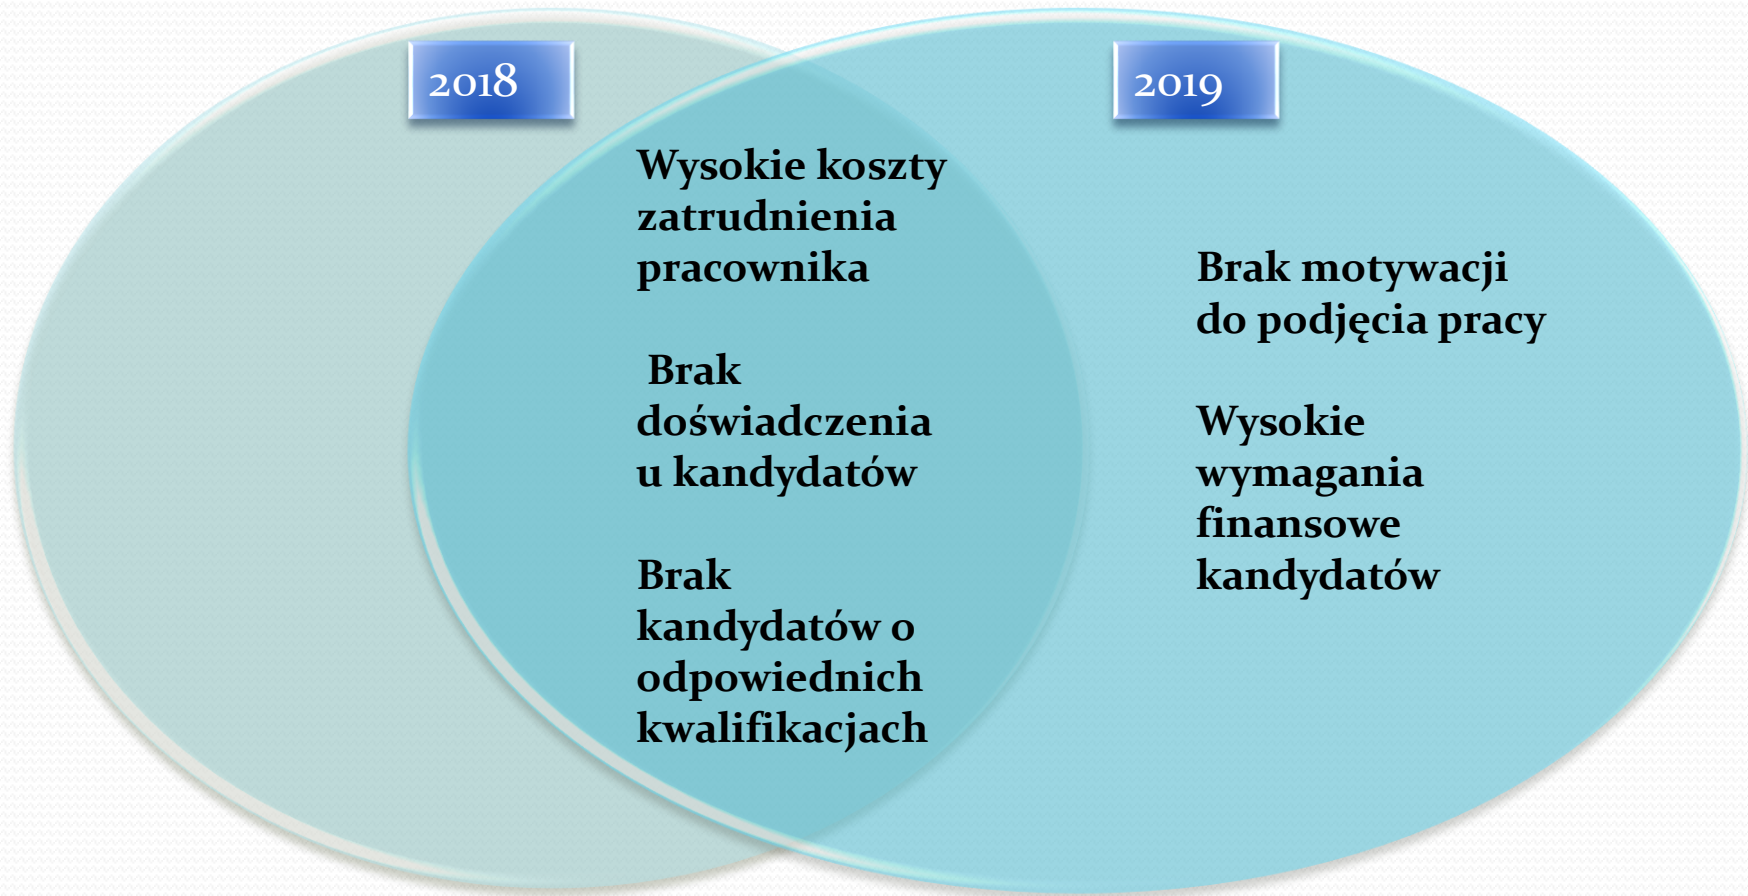 2018
2019
Wysokie koszty
zatrudnienia
pracownika
Brak
doświadczenia
u kandydatów
Brak
kandydatów o
odpowiednich
kwalifikacjach
Brak motywacji
do podjęcia pracy
Wysokie
wymagania
finansowe
kandydatów